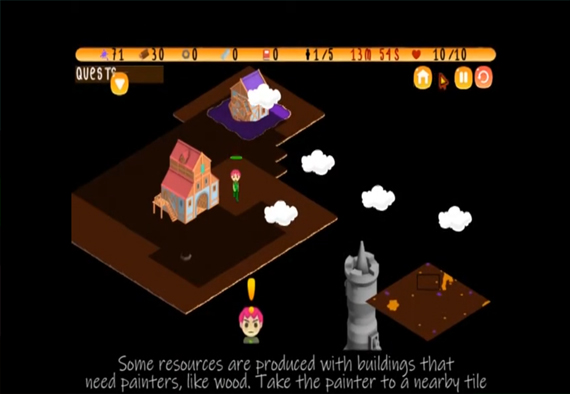 71 30 0 0 0 1/5 13m 54s 10/10
QUESTS
Some resources are produced with buildings that
need painters, like wood. Take the painter to a nearby tile